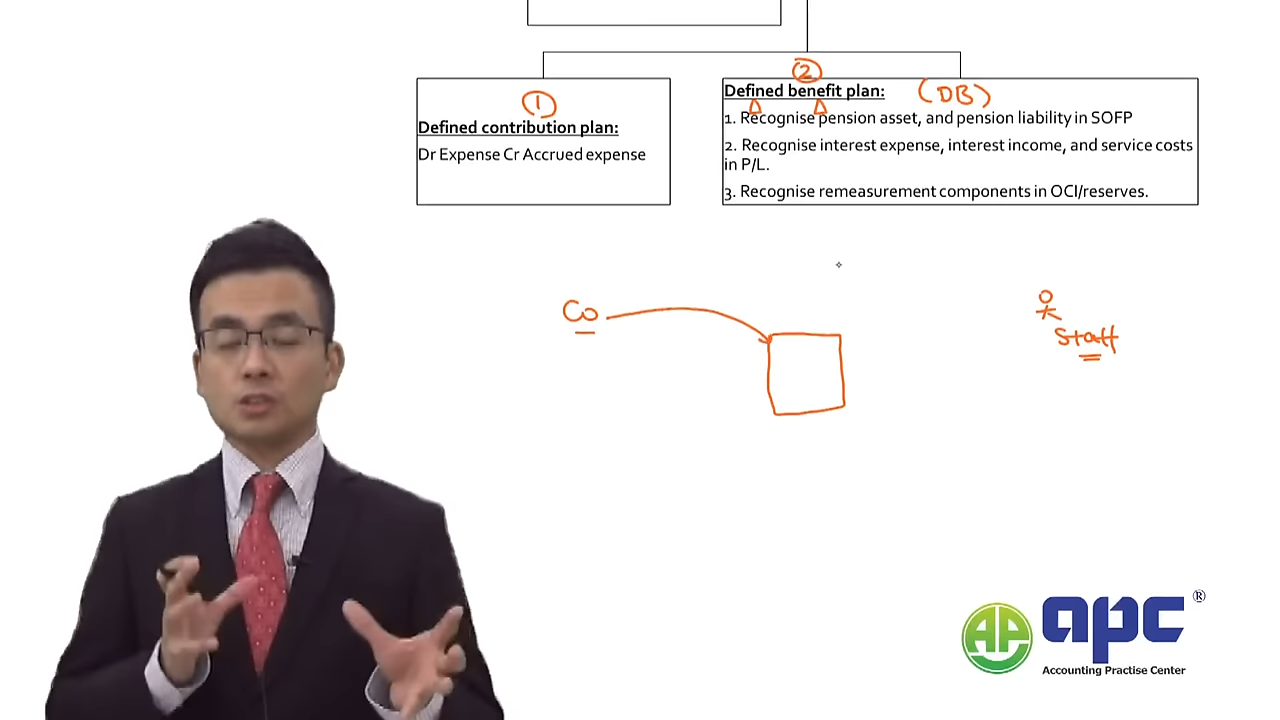 ①
Defined contribution plan:
Dr Expense Cr Accrued expense
②
Defined benefit plan: (DB)
1. Recognise pension asset, and pension liability in SOFP
2. Recognise interest expense, interest income, and service costs
in P/L.
3. Recognise remeasurement components in OCI/reserves.
Co
Staff
AP
apc®
Accounting Practise Center